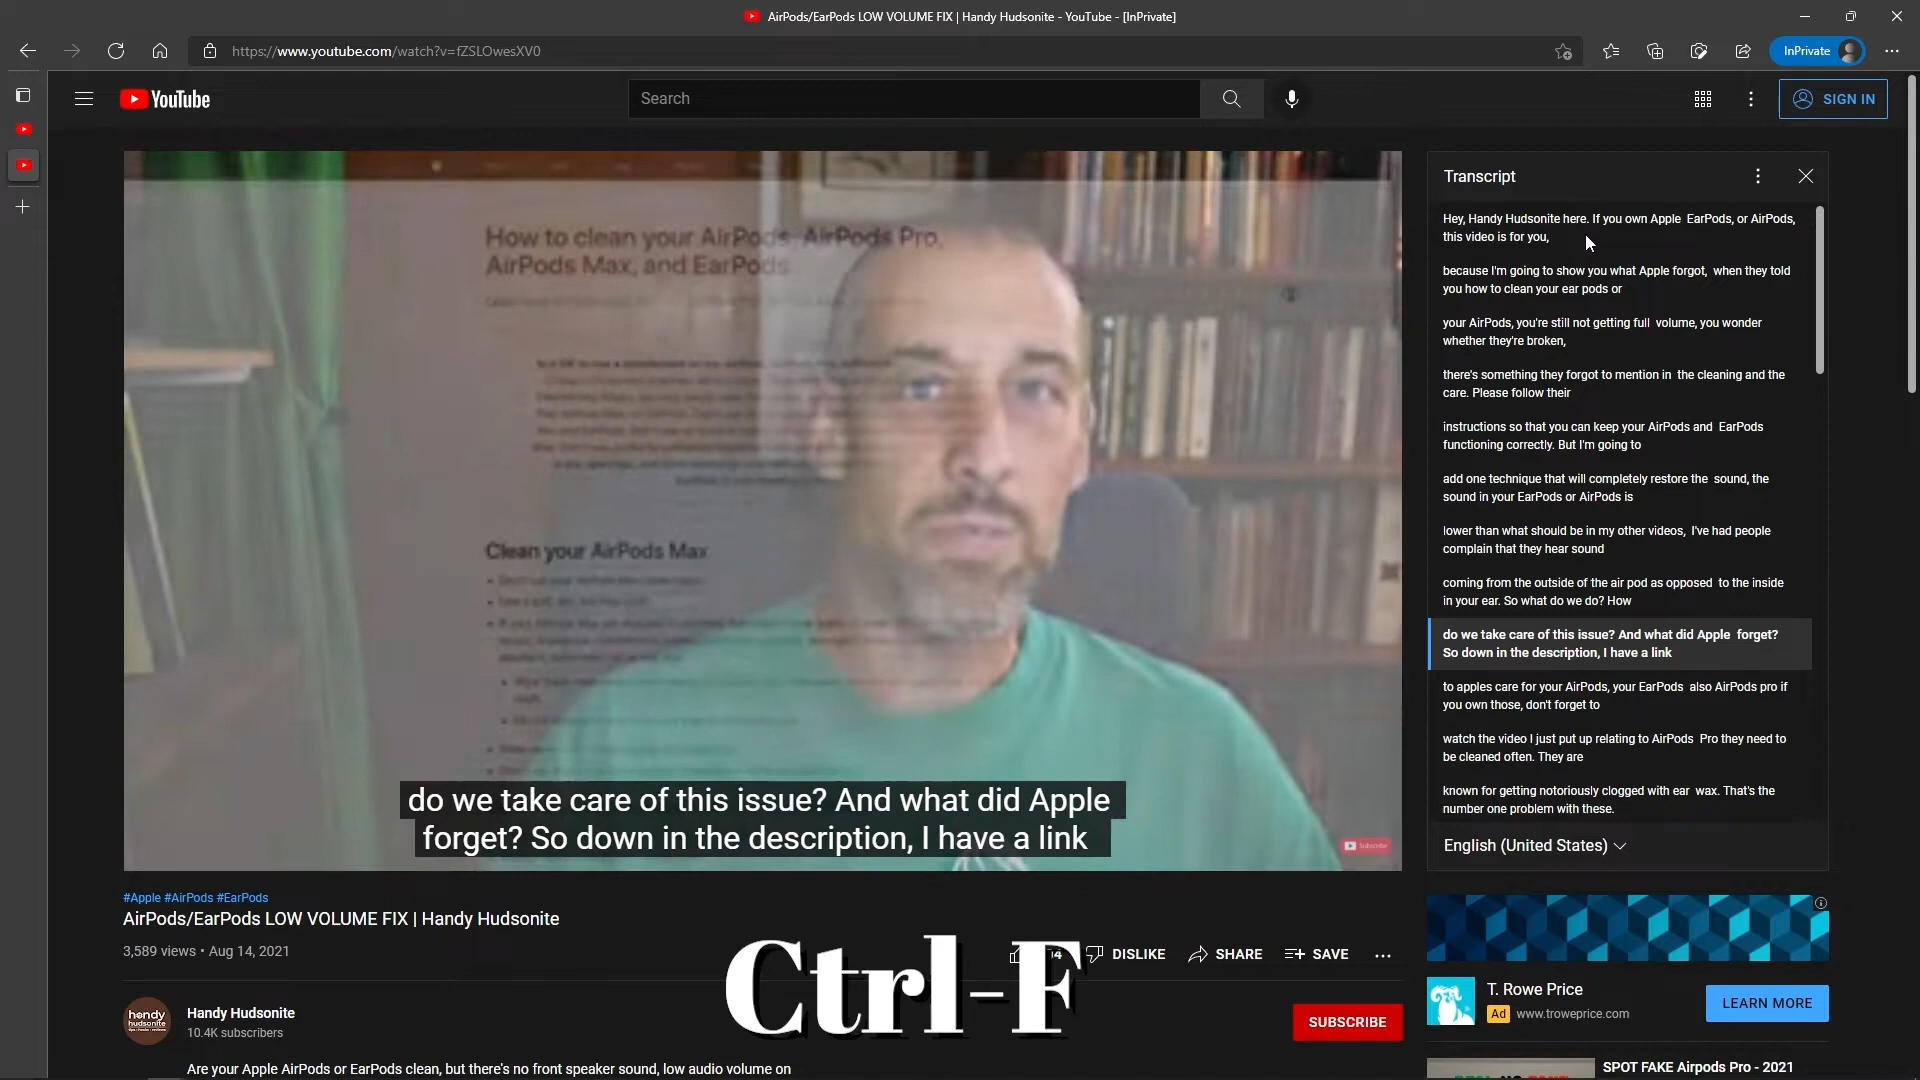 AirPods/EarPods LOW VOLUME FIX | Handy Hudsonite - YouTube - [InPrivate]
https://www.youtube.com/watch?v=fZSLOwesXV0
InPrivate
YouTube
Search
SIGN IN
How to clean your AirPods, AirPods Pro,
AirPods Max, and EarPods
Clean your AirPods Max
do we take care of this issue? And what did Apple
forget? So down in the description, I have a link
Subscribe
Transcript
Hey, Handy Hudsonite here. If you own Apple EarPods, or AirPods,
this video is for you,
because I'm going to show you what Apple forgot, when they told
you how to clean your ear pods or
your AirPods, you're still not getting full volume, you wonder
whether they're broken,
there's something they forgot to mention in the cleaning and the
care. Please follow their
instructions so that you can keep your AirPods and EarPods
functioning correctly. But I'm going to
add one technique that will completely restore the sound, the
sound in your EarPods or AirPods is
lower than what should be in my other videos, I've had people
complain that they hear sound
coming from the outside of the air pod as opposed to the inside
in your ear. So what do we do? How
do we take care of this issue? And what did Apple forget?
So down in the description, I have a link
to apples care for your AirPods, your EarPods also AirPods pro if
you own those, don't forget to
watch the video I just put up relating to AirPods Pro they need to
be cleaned often. They are
known for getting notoriously clogged with ear wax. That's the
number one problem with these.
English (United States)
#Apple #AirPods #EarPods
AirPods/EarPods LOW VOLUME FIX | Handy Hudsonite
3,589 views • Aug 14, 2021
DISLIKE
SHARE
SAVE
Ctrl-F
handy
hudsonite
Handy Hudsonite
10.4K subscribers
SUBSCRIBE
Are your Apple AirPods or EarPods clean, but there's no front speaker sound, low audio volume on
T. Rowe Price
Ad www.troweprice.com
LEARN MORE
SPOT FAKE Airpods Pro - 2021